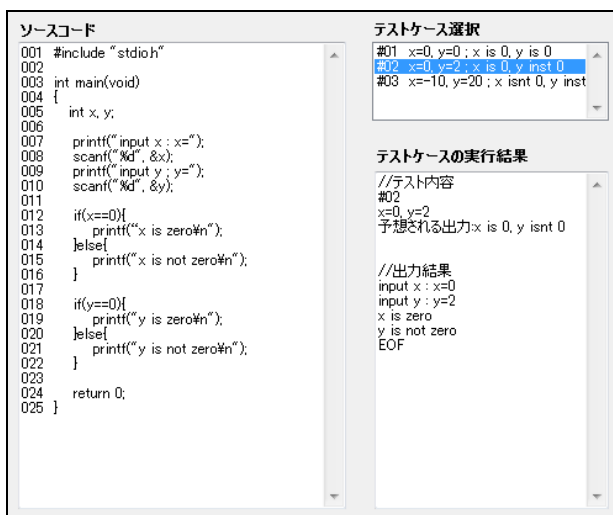 ソースコード
001 #include "stdio.h"
002
003 int main(void)
004 {
005 int x, y;
006
007 printf("input x : x=");
008 scanf("%d", &x);
009 printf("input y ; y=");
010 scanf("%d", &y);
011
012 if(x==0){
013 printf("x is zero¥n");
014 }else{
015 printf("x is not zero¥n");
016 }
017
018 if(y==0){
019 printf("y is zero¥n");
020 }else{
021 printf("y is not zero¥n");
022 }
023
024 return 0;
025 }
テストケース選択
#01 x=0, y=0 ; x is 0, y is 0
#02 x=0, y=2 ; x is 0, y inst 0
#03 x=-10, y=20 ; x isnt 0, y inst
テストケースの実行結果
//テスト内容
#02
x=0, y=2
予想される出力:x is 0, y isnt 0
//出力結果
input x : x=0
input y : y=2
x is zero
y is not zero
EOF